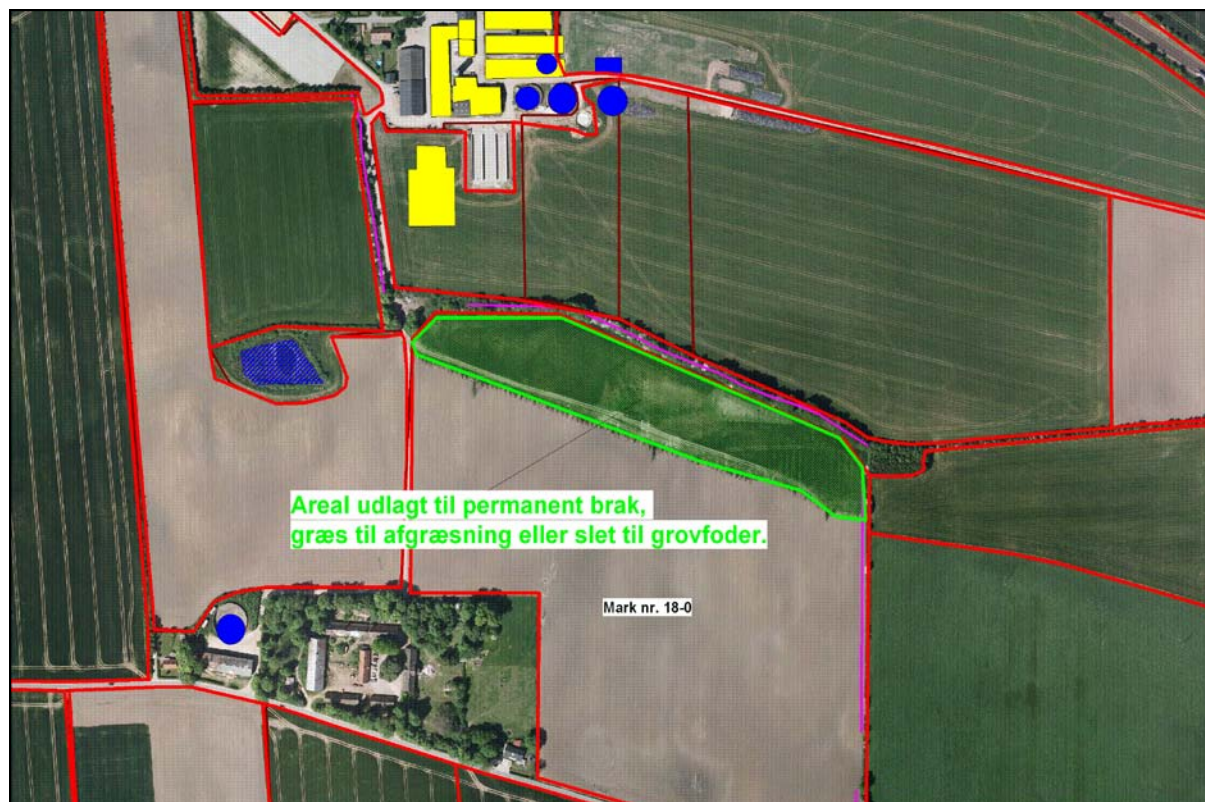 Areal udlagt til permanent brak,
græs til afgræsning eller slet til grovfoder.
Mark nr. 18-0